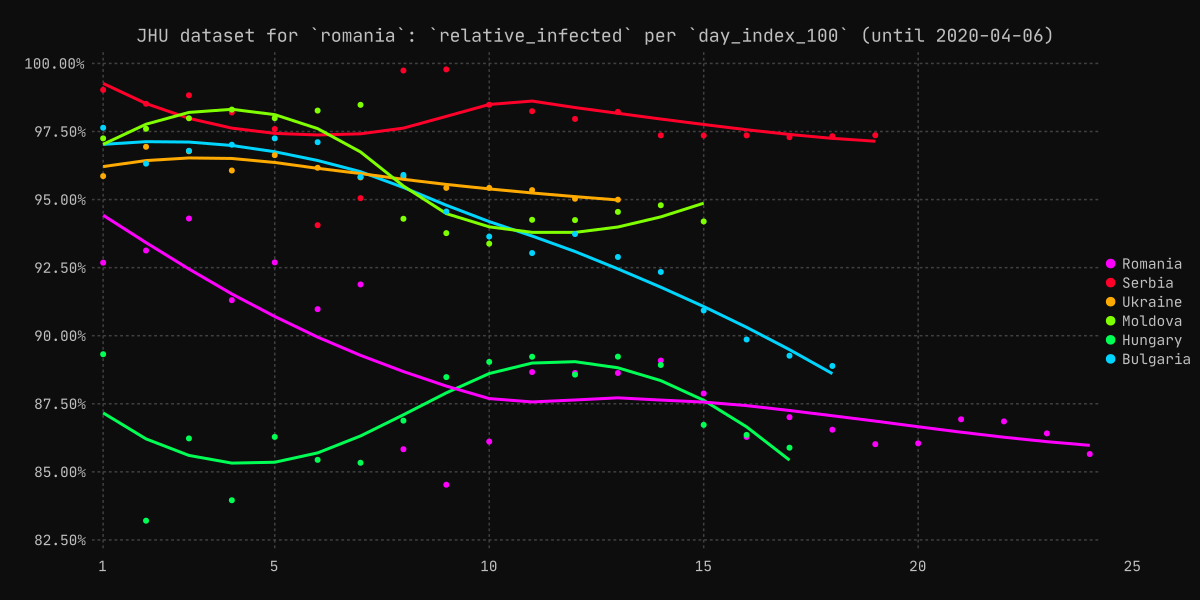 JHU dataset for `romania`: `relative_infected` per `day_index_100` (until 2020-04-06)
100.00%
97.50%
95.00%
92.50%
90.00%
87.50%
85.00%
82.50%
1 5 10 15 20 25
Romania
Serbia
Ukraine
Moldova
Hungary
Bulgaria